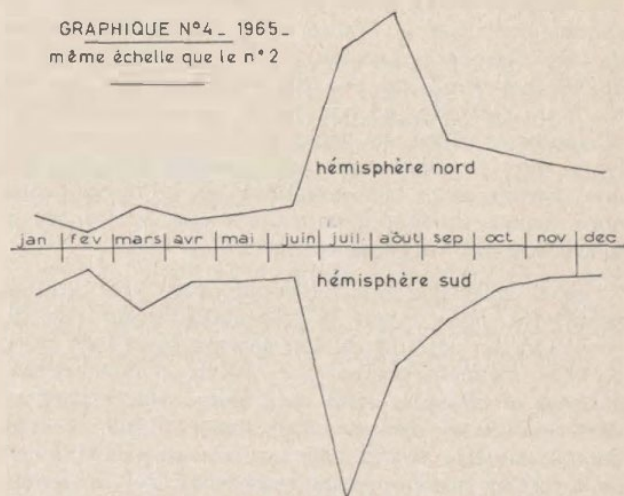 GRAPHIQUE N°4_ 1965_
même échelle que le n°2
hémisphère nord
jan fev mars avr mai juin juil aôut sep oct nov dec
hémisphère sud